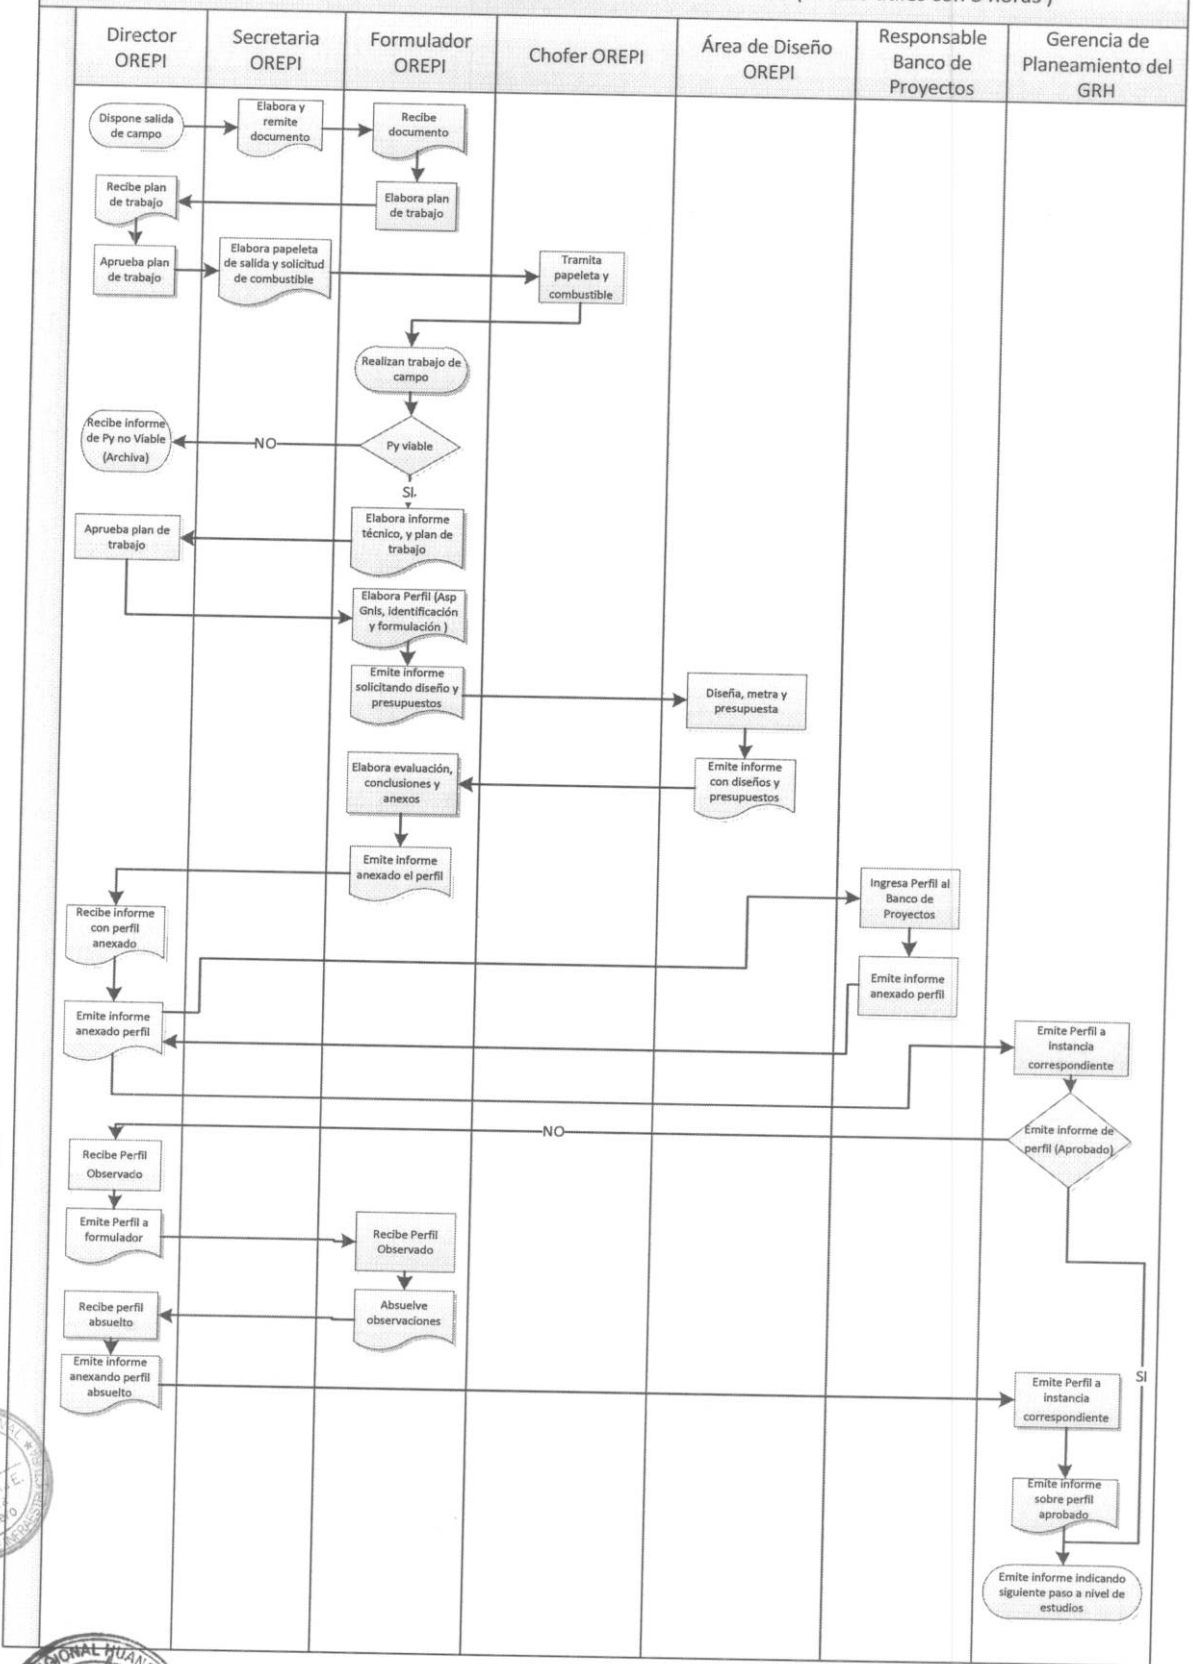 con 3 horas )
Director
OREPI
Secretaria
OREPI
Formulador
OREPI
Chofer OREPI
Área de Diseño
OREPI
Responsable
Banco de
Proyectos
Gerencia de
Planeamiento del
GRH
Dispone salida
de campo
Elabora y
remite
documento
Recibe
documento
Recibe plan
de trabajo
Elabora plan
de trabajo
Aprueba plan
de trabajo
Elabora papeleta
de salida y solicitud
de combustible
Tramita
papeleta y
combustible
Realizan trabajo de
campo
Recibe informe
de Py no Viable
(Archiva)
NO
Py viable
SI.
Aprueba plan de
trabajo
Elabora informe
técnico, y plan de
trabajo
Elabora Perfil (Asp
Gnls, identificación
y formulación )
Emite informe
solicitando diseño y
presupuestos
Diseña, metra y
presupuesta
Elabora evaluación,
conclusiones y
anexos
Emite informe
con diseños y
presupuestos
Emite informe
anexado el perfil
Ingresa Perfil al
Banco de
Proyectos
Recibe informe
con perfil
anexado
Emite informe
anexado perfil
Emite informe
anexado perfil
Emite Perfil a
instancia
correspondiente
NO
Emite informe de
perfil (Aprobado)
Recibe Perfil
Observado
Emite Perfil a
formulador
Recibe Perfil
Observado
Recibe perfil
absuelto
Absuelve
observaciones
Emite informe
anexando perfil
absuelto
SI
Emite Perfil a
instancia
correspondiente
Emite informe
sobre perfil
aprobado
Emite informe indicando
siguiente paso a nivel de
estudios